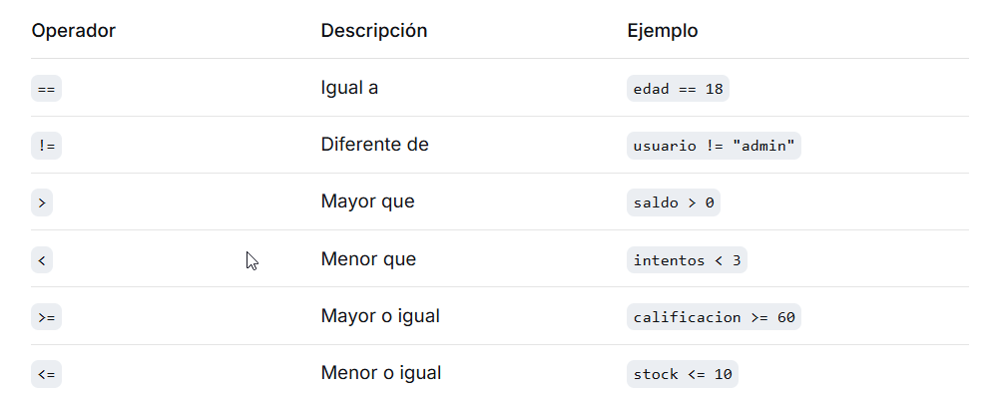 Operador Descripción Ejemplo
== Igual a edad == 18
!= Diferente de usuario != "admin"
> Mayor que saldo > 0
< Menor que intentos < 3
>= Mayor o igual calificacion >= 60
<= Menor o igual stock <= 10